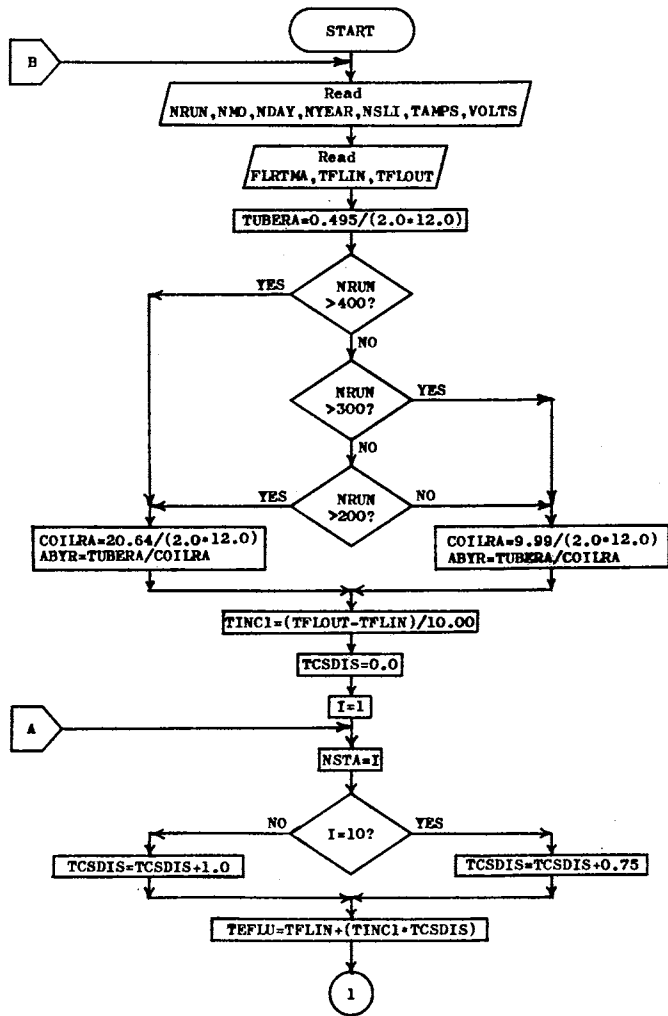 START
B
Read
NRUN,NMO,NDAY,NYEAR,NSLI,TAMPS,VOLTS
Read
FLRTMA,TFLIN,TFLOUT
TUBERA=0.495/(2.0*12.0)
YES
NRUN
>400?
NO
NRUN
>300?
YES
NO
YES
NRUN
>200?
NO
COILRA=20.64/(2.0*12.0)
ABYR=TUBERA/COILRA
COILRA=9.99/(2.0*12.0)
ABYR=TUBERA/COILRA
TINC1=(TFLOUT-TFLIN)/10.00
TCSDIS=0.0
I=1
A
NSTA=I
NO
I=10?
YES
TCSDIS=TCSDIS+1.0
TCSDIS=TCSDIS+0.75
TEFLU=TFLIN+(TINC1*TCSDIS)
1